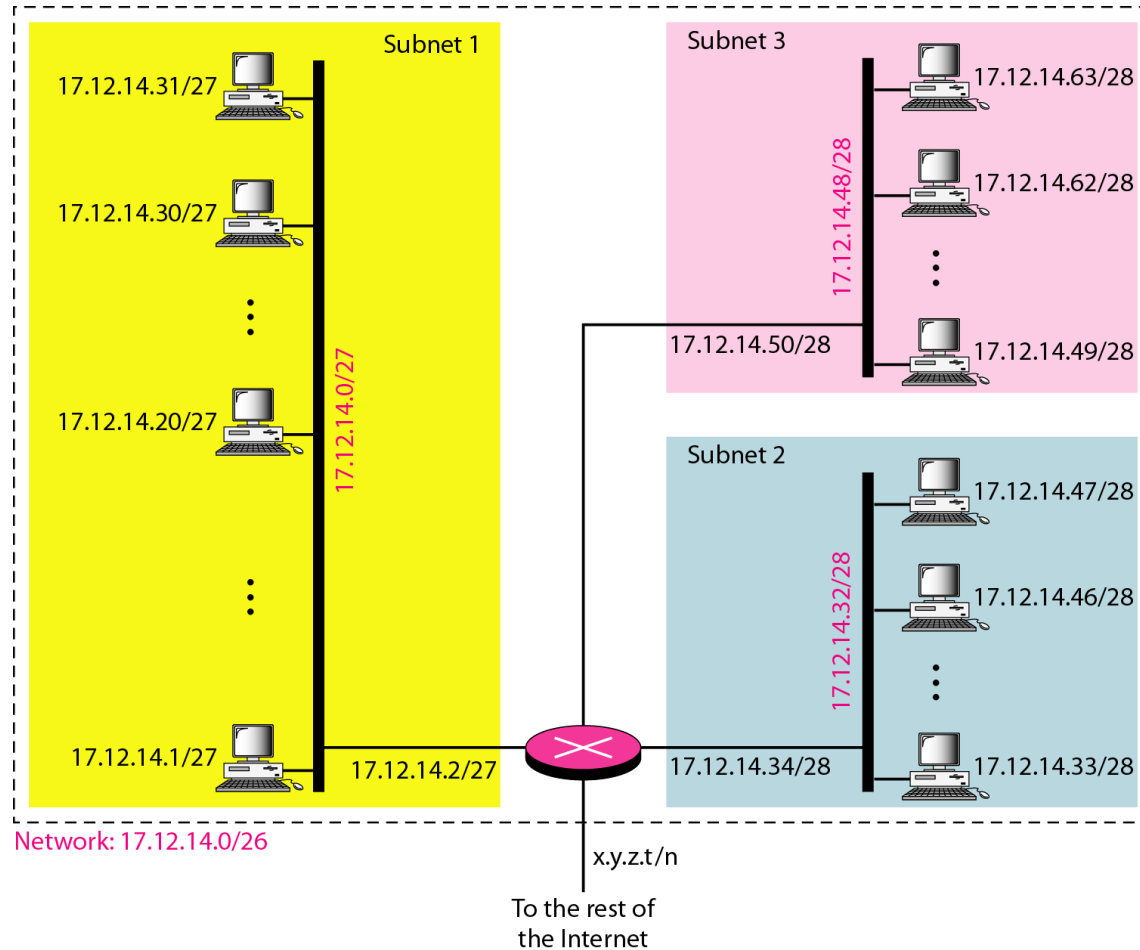 Subnet 1
17.12.14.31/27
17.12.14.30/27
17.12.14.20/27
17.12.14.0/27
17.12.14.1/27
17.12.14.2/27
Subnet 3
17.12.14.63/28
17.12.14.62/28
17.12.14.48/28
17.12.14.50/28
17.12.14.49/28
Subnet 2
17.12.14.47/28
17.12.14.46/28
17.12.14.32/28
17.12.14.34/28
17.12.14.33/28
Network: 17.12.14.0/26
x.y.z.t/n
To the rest of
the Internet